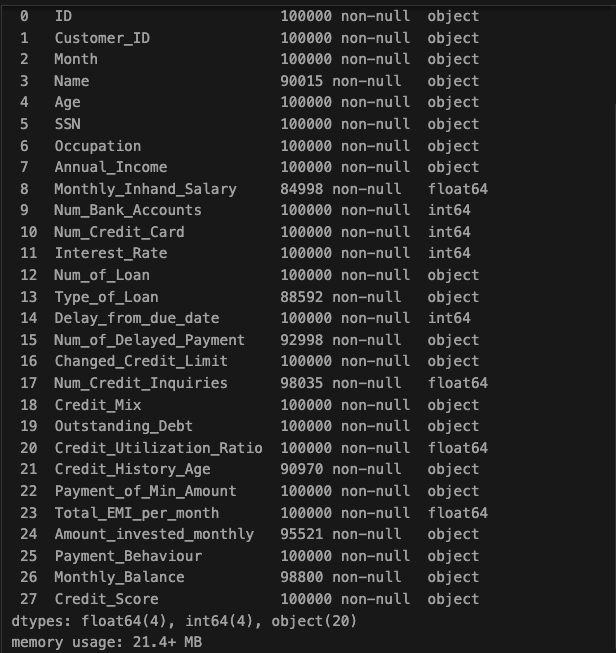 0 ID 100000 non-null object
1 Customer_ID 100000 non-null object
2 Month 100000 non-null object
3 Name 90015 non-null object
4 Age 100000 non-null object
5 SSN 100000 non-null object
6 Occupation 100000 non-null object
7 Annual_Income 100000 non-null object
8 Monthly_Inhand_Salary 84998 non-null float64
9 Num_Bank_Accounts 100000 non-null int64
10 Num_Credit_Card 100000 non-null int64
11 Interest_Rate 100000 non-null int64
12 Num_of_Loan 100000 non-null object
13 Type_of_Loan 88592 non-null object
14 Delay_from_due_date 100000 non-null int64
15 Num_of_Delayed_Payment 92998 non-null object
16 Changed_Credit_Limit 100000 non-null object
17 Num_Credit_Inquiries 98035 non-null float64
18 Credit_Mix 100000 non-null object
19 Outstanding_Debt 100000 non-null object
20 Credit_Utilization_Ratio 100000 non-null float64
21 Credit_History_Age 90970 non-null object
22 Payment_of_Min_Amount 100000 non-null object
23 Total_EMI_per_month 100000 non-null float64
24 Amount_invested_monthly 95521 non-null object
25 Payment_Behaviour 100000 non-null object
26 Monthly_Balance 98800 non-null object
27 Credit_Score 100000 non-null object
dtypes: float64(4), int64(4), object(20)
memory usage: 21.4+ MB